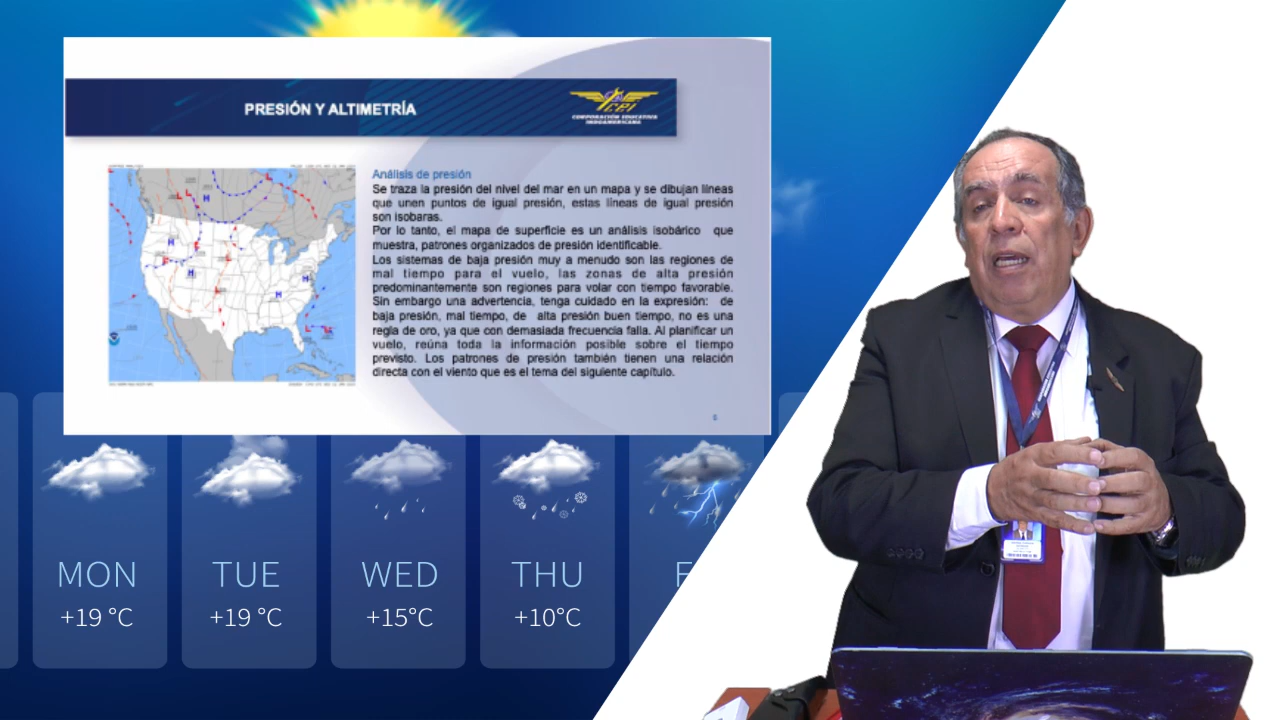 PRESIÓN Y ALTIMETRÍA
CORPORACIÓN EDUCATIVA
INDOAMERICANA
Análisis de presión
Se traza la presión del nivel del mar en un mapa y se dibujan líneas
que unen puntos de igual presión, estas líneas de igual presión
son isobaras.
Por lo tanto, el mapa de superficie es un análisis isobárico que
muestra, patrones organizados de presión identificable.
Los sistemas de baja presión muy a menudo son las regiones de
mal tiempo para el vuelo, las zonas de alta presión
predominantemente son regiones para volar con tiempo favorable.
Sin embargo una advertencia, tenga cuidado en la expresión: de
baja presión, mal tiempo, de alta presión buen tiempo, no es una
regla de oro, ya que con demasiada frecuencia falla. Al planificar un
vuelo, reúna toda la información posible sobre el tiempo
previsto. Los patrones de presión también tienen una relación
directa con el viento que es el tema del siguiente capítulo.
MON
+19 °C
TUE
+19 °C
WED
+15°C
THU
+10°C